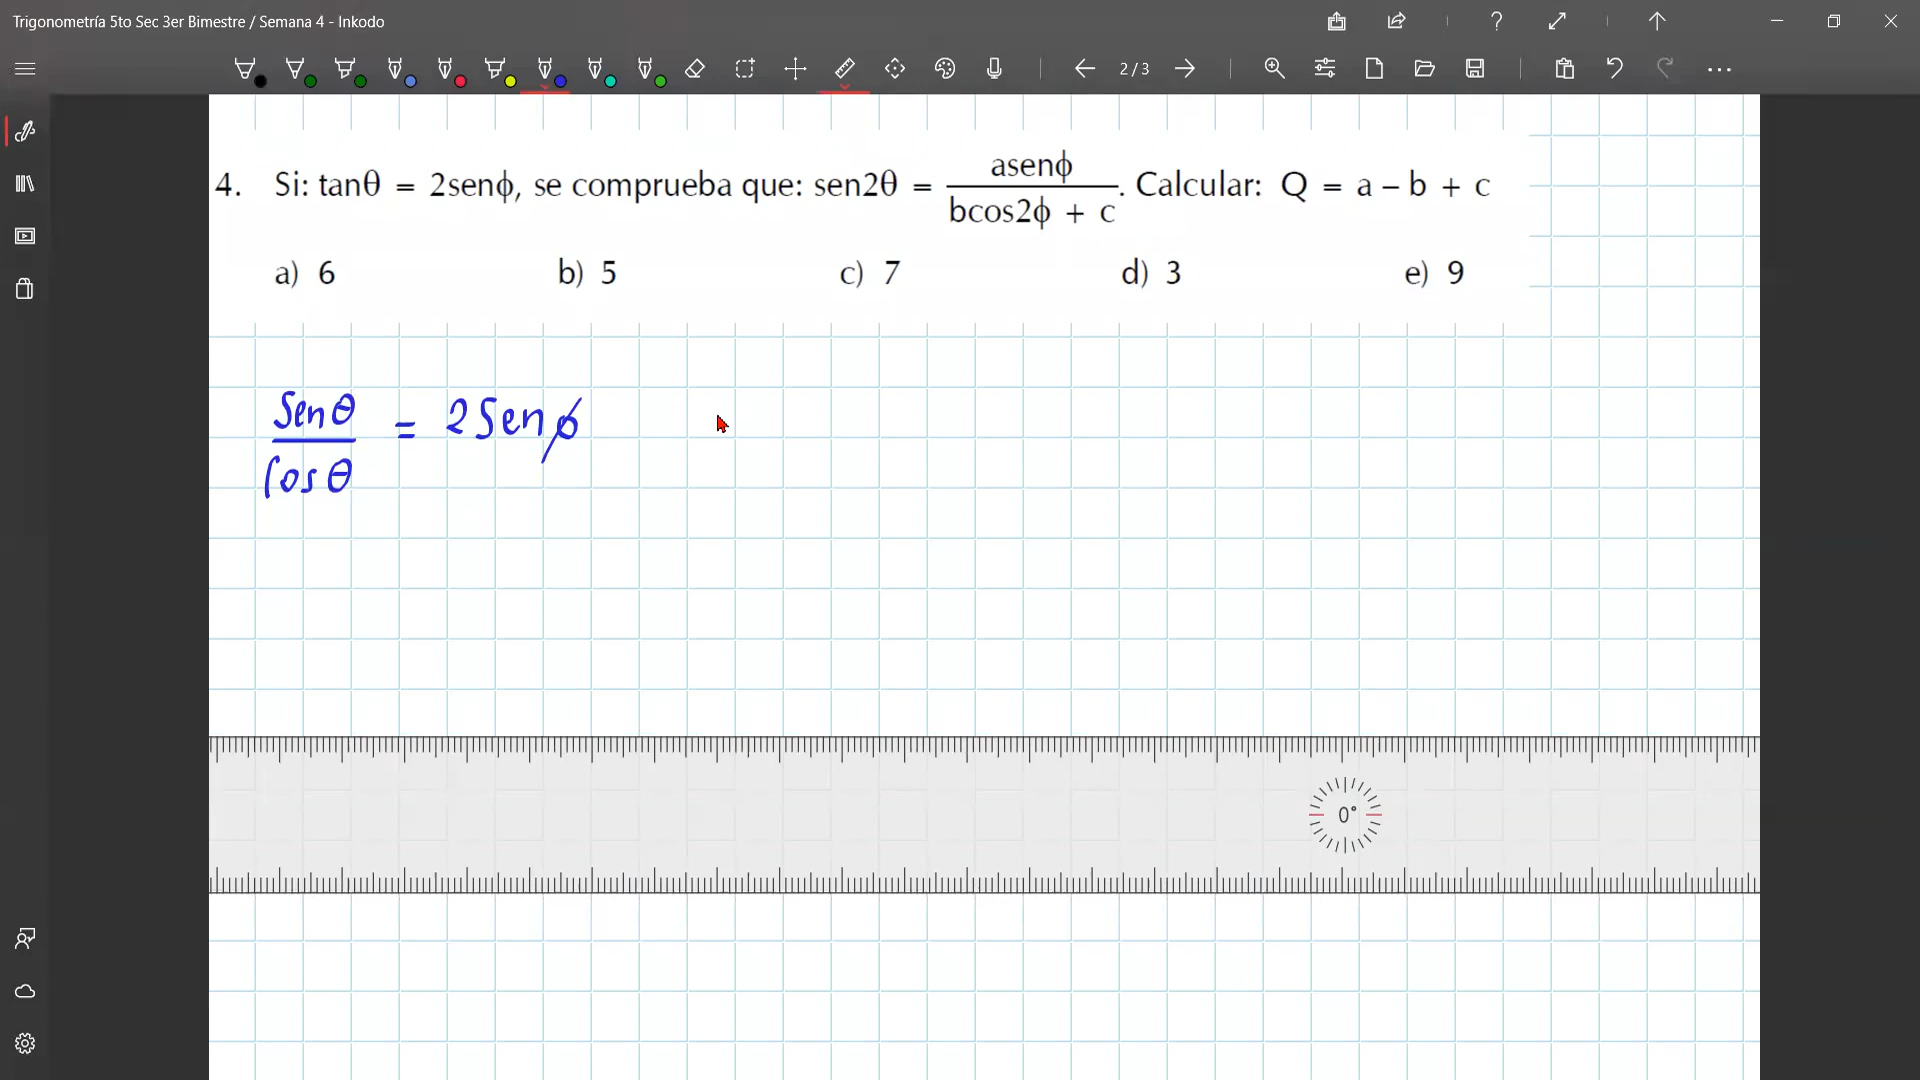 Trigonometría 5to Sec 3er Bimestre / Semana 4 - Inkodo
2 / 3
4. Si: tanθ = 2senϕ, se comprueba que: sen2θ = asenϕ / bcos2ϕ + c . Calcular: Q = a – b + c
a) 6 b) 5 c) 7 d) 3 e) 9
Senθ / Cosθ = 2Senϕ
0°